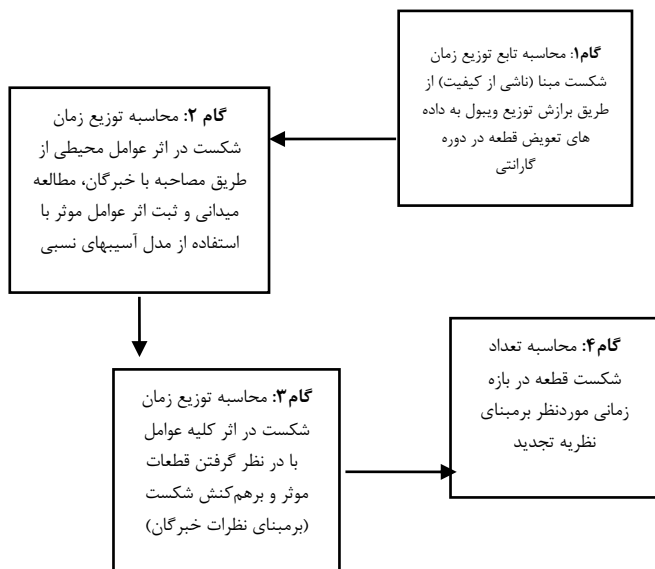 گام۱: محاسبه تابع توزیع زمان
شکست مبنا (ناشی از کیفیت) از
طریق برازش توزیع ویبول به داده
های تعویض قطعه در دوره
گارانتی
گام ۲: محاسبه توزیع زمان
شکست در اثر عوامل محیطی از
طریق مصاحبه با خبرگان، مطالعه
میدانی و ثبت اثر عوامل موثر با
استفاده از مدل آسیبهای نسبی
گام۳: محاسبه توزیع زمان
شکست در اثر کلیه عوامل
با در نظر گرفتن قطعات
موثر و برهم‌کنش شکست
(برمبنای نظرات خبرگان)
گام۴: محاسبه تعداد
شکست قطعه در بازه
زمانی موردنظر برمبنای
نظریه تجدید